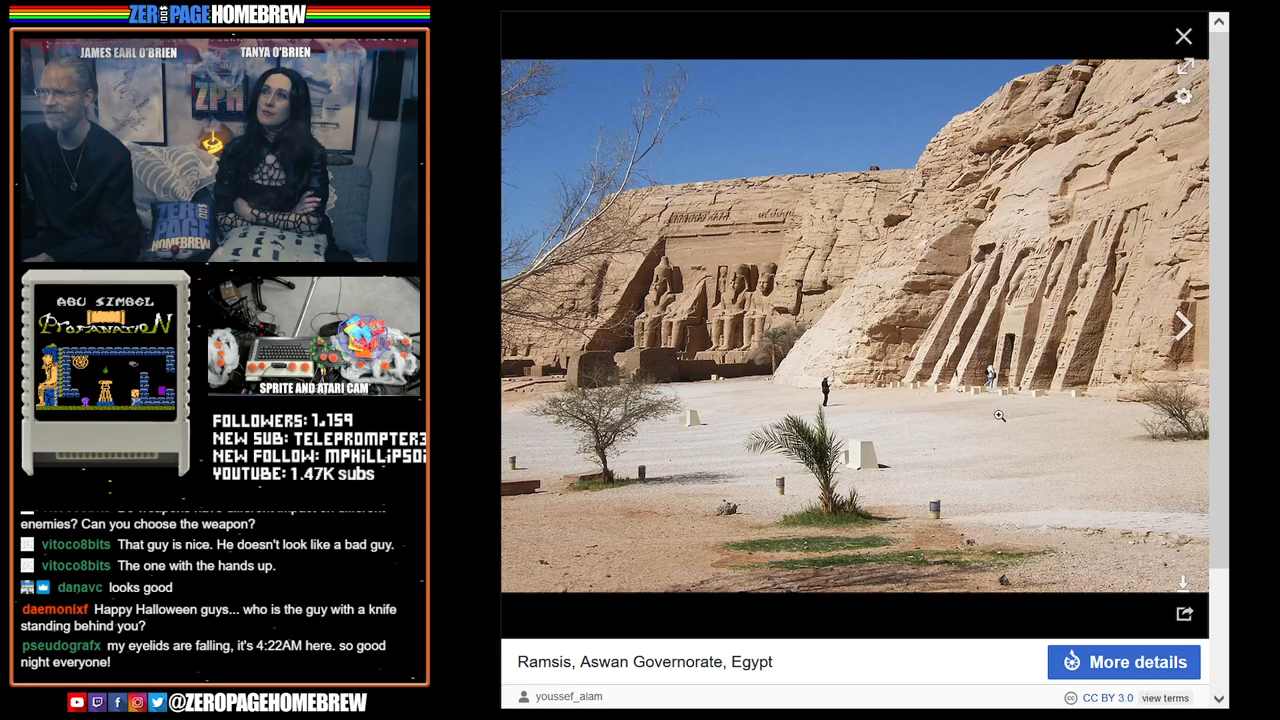 ZERO PAGE HOMEBREW
JAMES EARL O'BRIEN
TANYA O'BRIEN
ZPH
ZERO
PAGE
HOMEBREW
ABU SIMBEL
PROFANATION
SPRITE AND ATARI CAM
FOLLOWERS: 1,159
NEW SUB: TELEPROMPTER3
NEW FOLLOW: MPHILLIPSO
YOUTUBE: 1.47K subs
enemies? Can you choose the weapon?
vitoco8bits That guy is nice. He doesn't look like a bad guy.
vitoco8bits The one with the hands up.
danavc looks good
daemonixf Happy Halloween guys... who is the guy with a knife
standing behind you?
pseudografx my eyelids are falling, it's 4:22AM here. so good
night everyone!
@ZEROPAGEHOMEBREW
Ramsis, Aswan Governorate, Egypt
More details
youssef_alam
CC BY 3.0 view terms